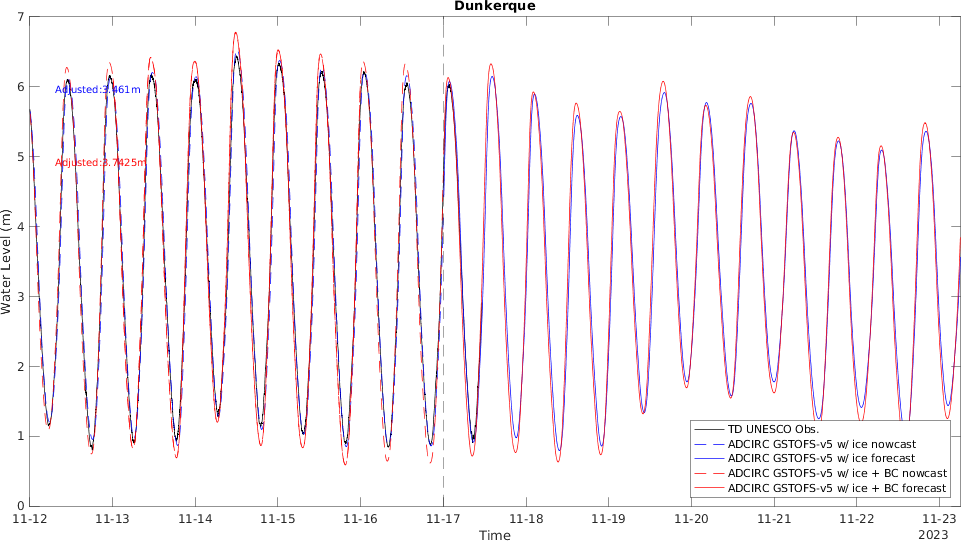 Dunkerque
7
6
5
4
3
2
1
0
Water Level (m)
Adjusted:3.461m
Adjusted:3.7425m
TD UNESCO Obs.
ADCIRC GSTOFS-v5 w/ ice nowcast
ADCIRC GSTOFS-v5 w/ ice forecast
ADCIRC GSTOFS-v5 w/ ice + BC nowcast
ADCIRC GSTOFS-v5 w/ ice + BC forecast
11-12 11-13 11-14 11-15 11-16 11-17 11-18 11-19 11-20 11-21 11-22 11-23
Time
2023